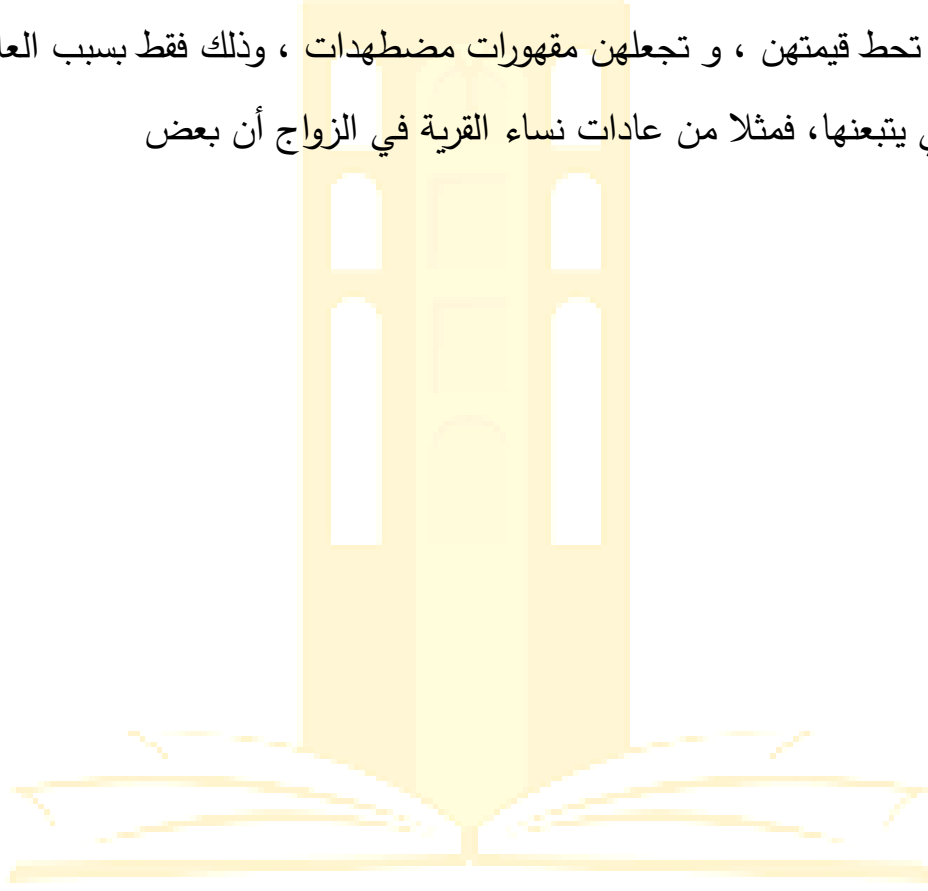 تحط قيمتهن ، و تجعلهن مقهورات مضطهدات ، وذلك فقط بسبب
يتبعنها، فمثلا من عادات نساء القرية في الزواج أن بعض